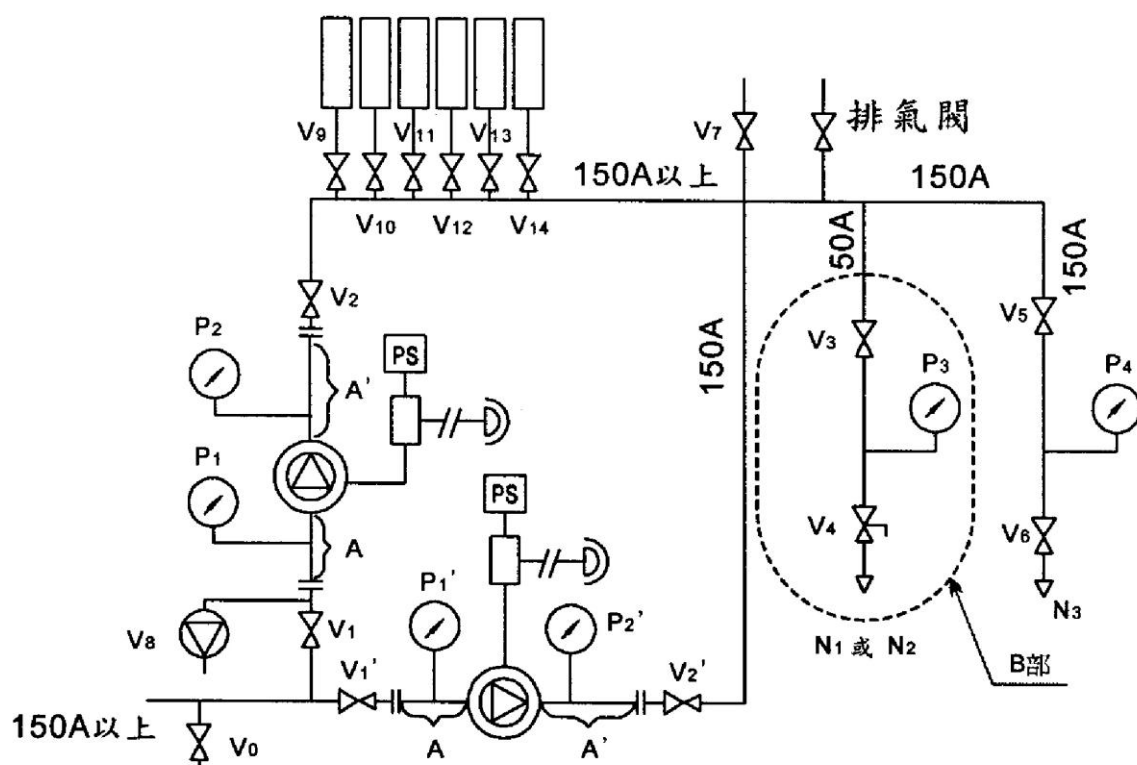 V9 V11 V13
V10 V12 V14
V7 排氣閥
150A以上 150A
50A
150A
150A
V2
P2
A'
PS
P1
A
V8
V1
PS
P1' P2'
V1' V2'
A A'
150A以上
V0
V3
P3
V4
N1 或 N2
B部
V5
P4
V6
N3